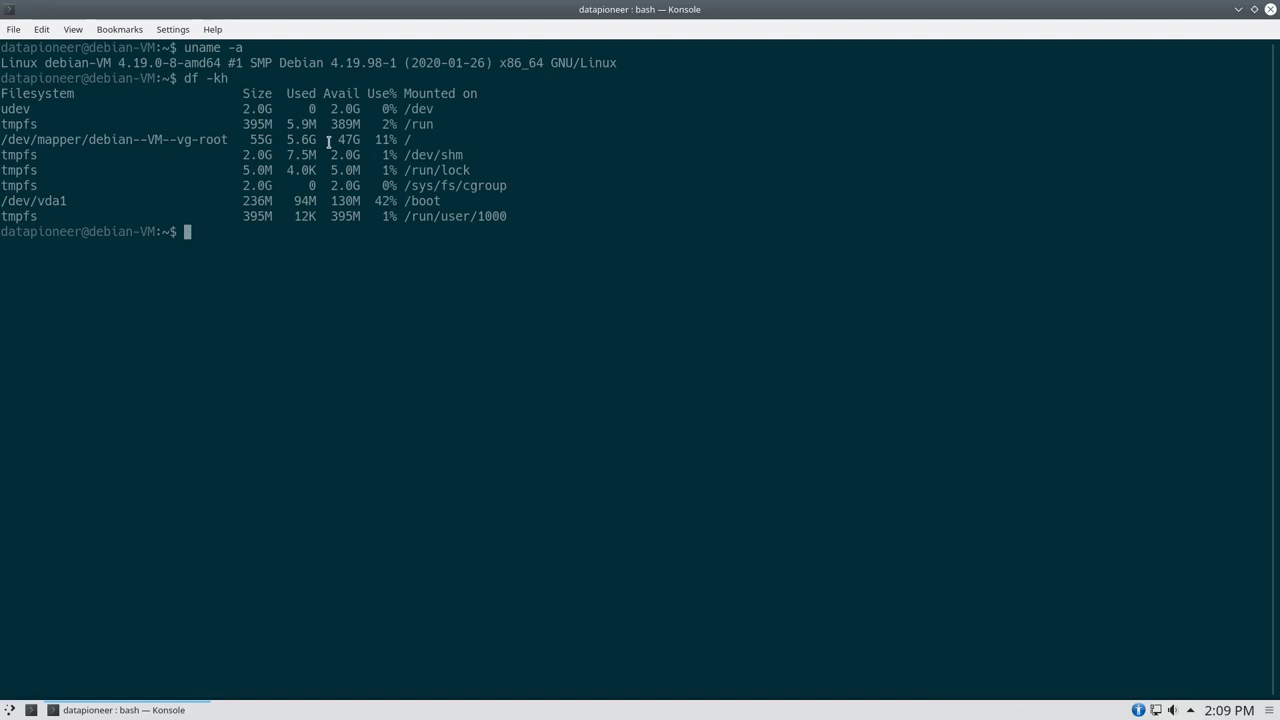 datapioneer : bash — Konsole
File Edit View Bookmarks Settings Help
datapioneer@debian-VM:~$ uname -a
Linux debian-VM 4.19.0-8-amd64 #1 SMP Debian 4.19.98-1 (2020-01-26) x86_64 GNU/Linux
datapioneer@debian-VM:~$ df -kh
Filesystem                   Size  Used Avail Use% Mounted on
udev                         2.0G     0  2.0G   0% /dev
tmpfs                        395M  5.9M  389M   2% /run
/dev/mapper/debian--VM--vg-root   55G  5.6G   47G  11% /
tmpfs                        2.0G  7.5M  2.0G   1% /dev/shm
tmpfs                        5.0M  4.0K  5.0M   1% /run/lock
tmpfs                        2.0G     0  2.0G   0% /sys/fs/cgroup
/dev/vda1                    236M   94M  130M  42% /boot
tmpfs                        395M   12K  395M   1% /run/user/1000
datapioneer@debian-VM:~$
datapioneer : bash — Konsole 2:09 PM